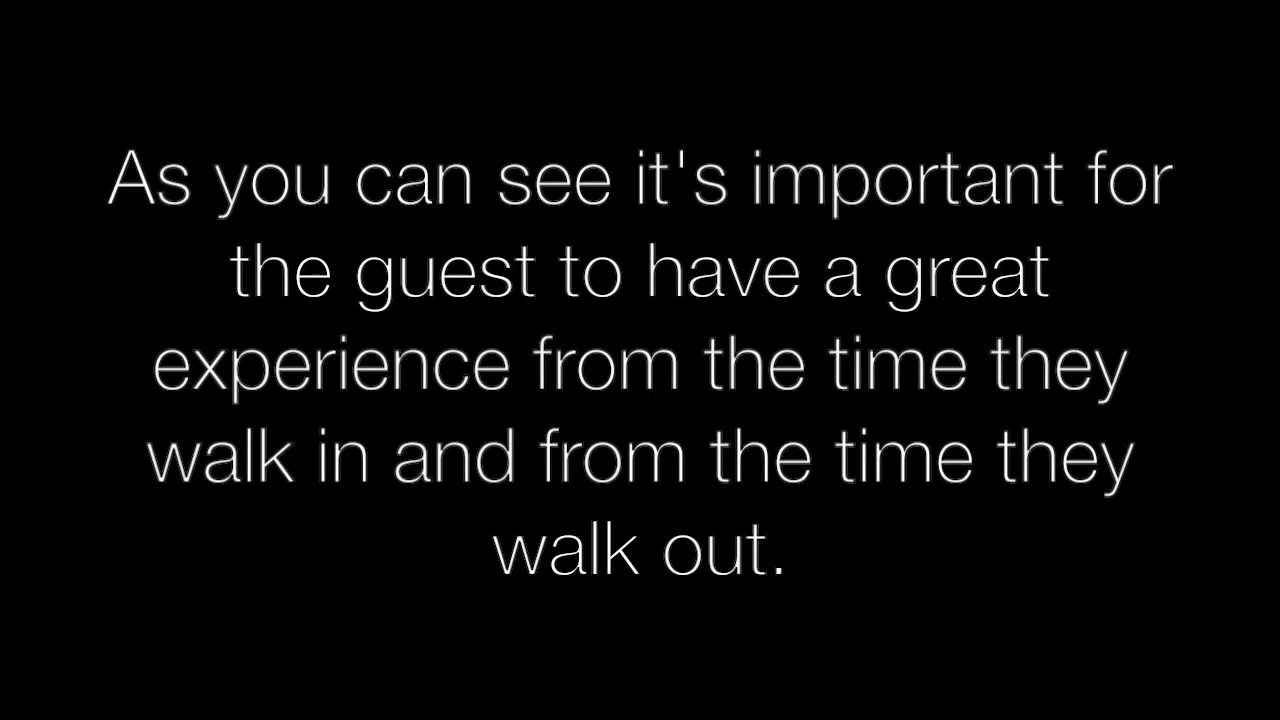 As you can see it's important for
the guest to have a great
experience from the time they
walk in and from the time they
walk out.